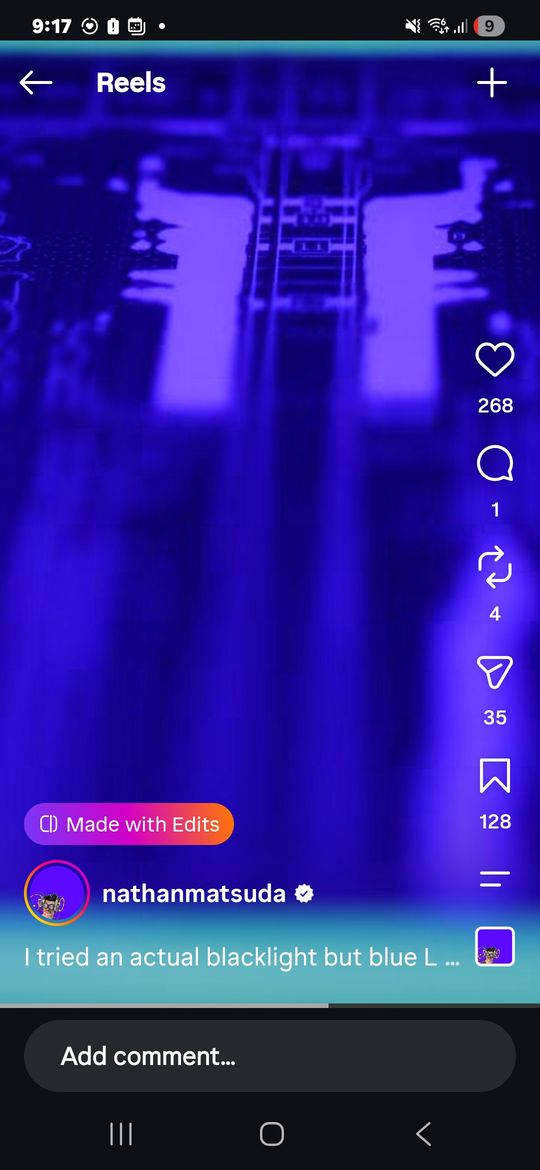 9:17
9
Reels
268
1
4
35
128
Made with Edits
nathanmatsuda
I tried an actual blacklight but blue L ...
Add comment...